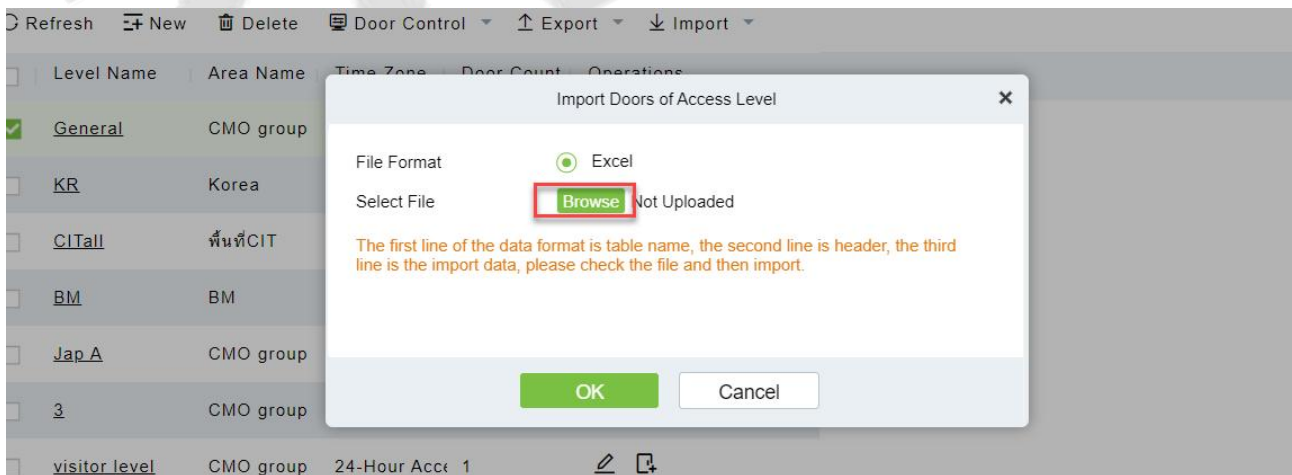 Refresh New Delete Door Control Export Import
Level Name Area Name Time Zone Door Count Operations
Import Doors of Access Level
General CMO group
File Format Excel
KR Korea
Select File Browse Not Uploaded
CITall พื้นที่CIT
The first line of the data format is table name, the second line is header, the third
line is the import data, please check the file and then import.
BM BM
Jap A CMO group
OK Cancel
3 CMO group
visitor level CMO group 24-Hour Acce 1